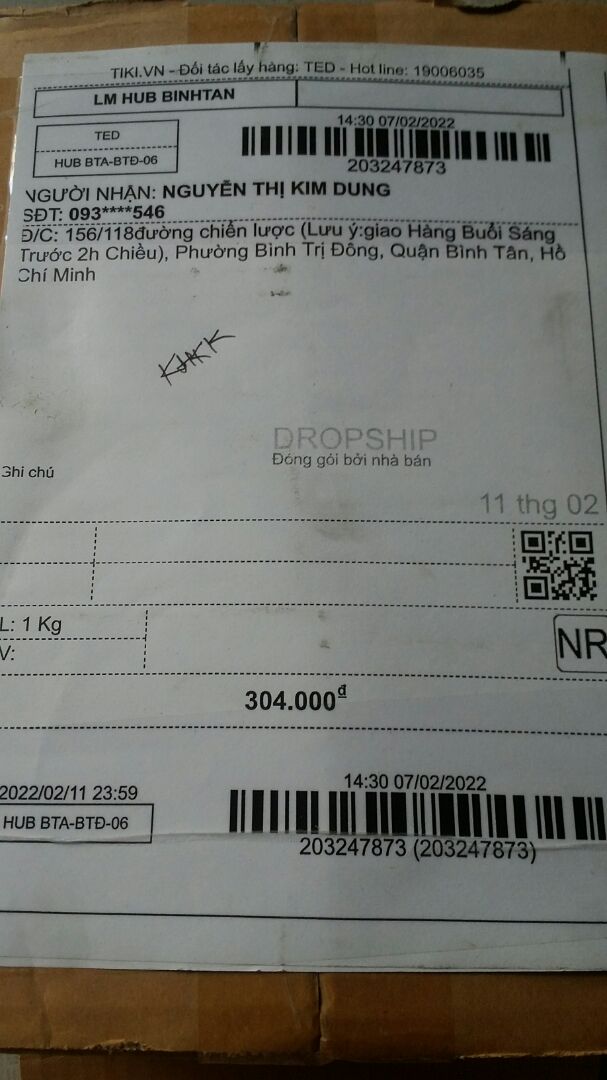 TIKI.VN - Đối tác lấy hàng: TED - Hot line: 19006035
LM HUB BINHTAN
14:30 07/02/2022
TED
HUB BTA-BTĐ-06
203247873
NGƯỜI NHẬN: NGUYỄN THỊ KIM DUNG
SĐT: 093****546
Đ/C: 156/118đường chiến lược (Lưu ý:giao Hàng Buổi Sáng
Trước 2h Chiều), Phường Bình Trị Đông, Quận Bình Tân, Hồ
Chí Minh
DROPSHIP
Đóng gói bởi nhà bán
Ghi chú
11 thg 02
L: 1 Kg
V:
NR
304.000đ
2022/02/11 23:59
14:30 07/02/2022
HUB BTA-BTĐ-06
203247873 (203247873)